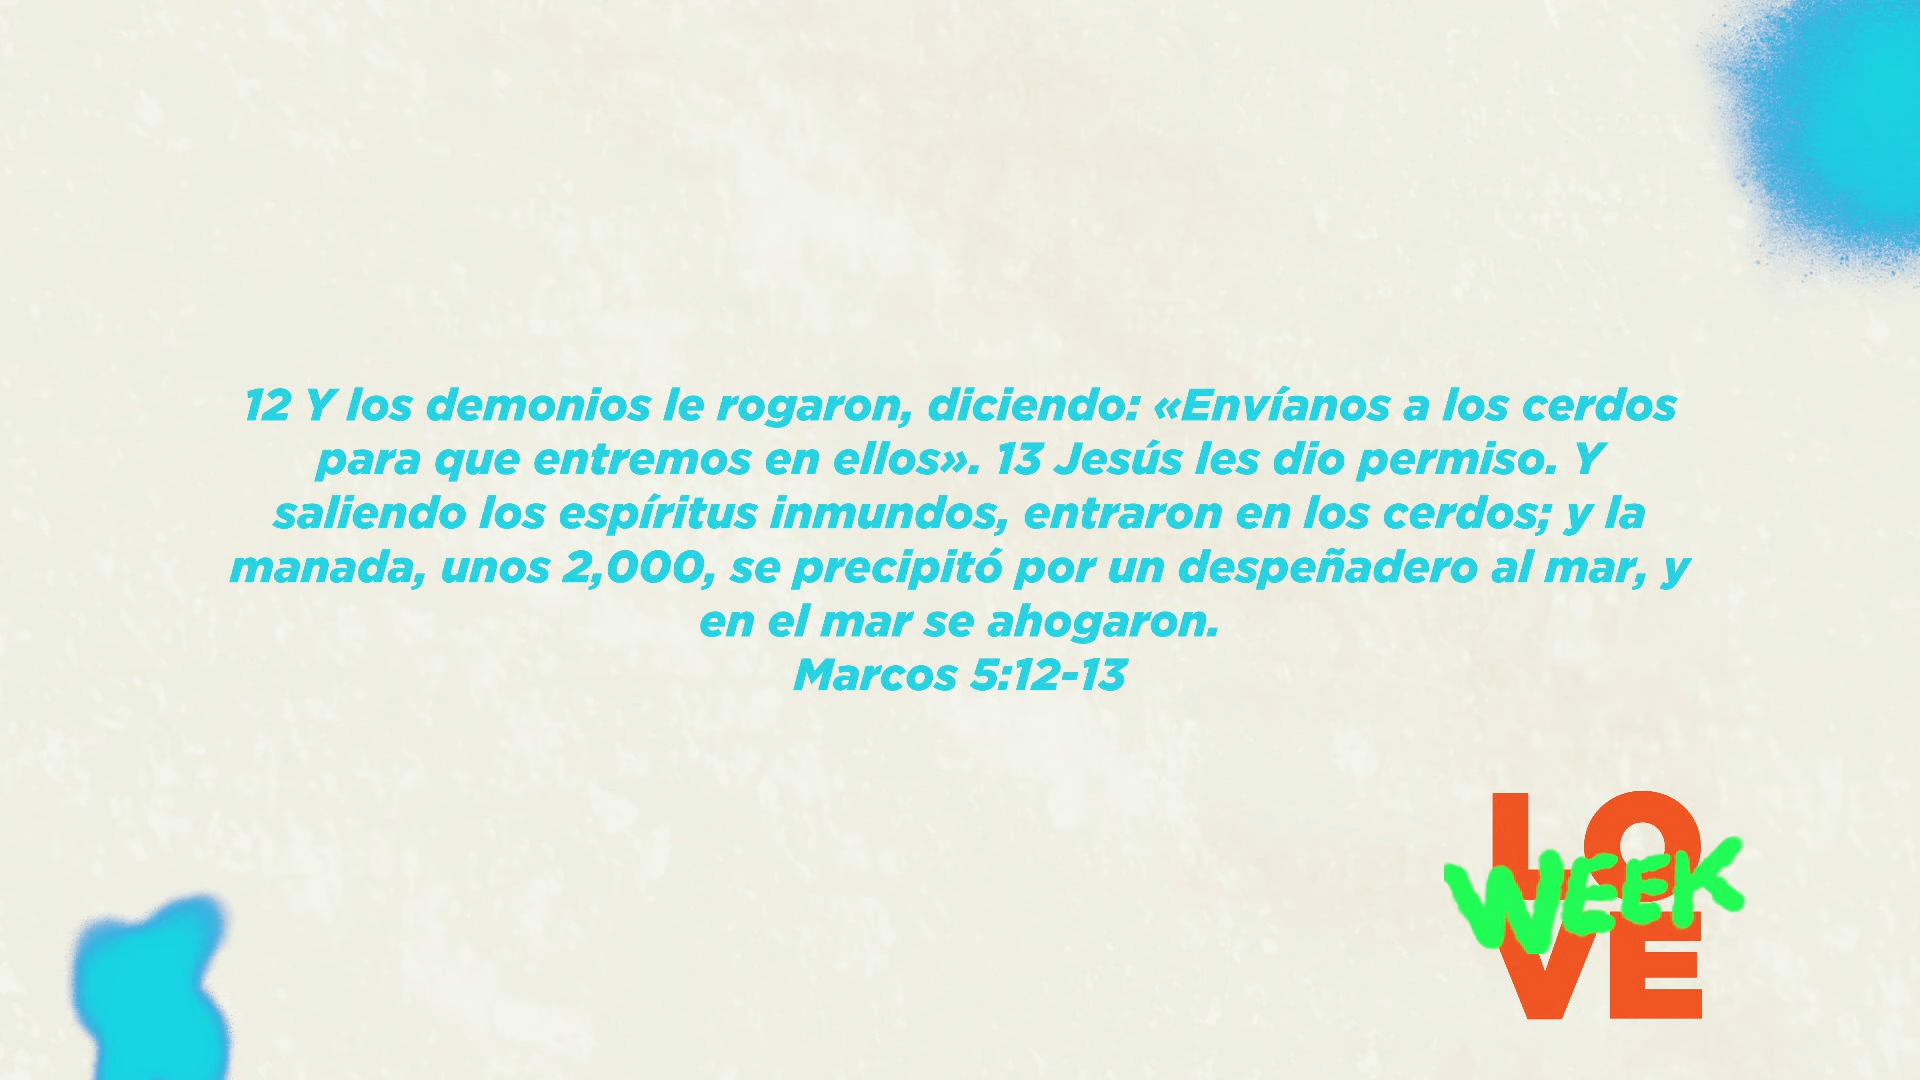 12 Y los demonios le rogaron, diciendo: «Envíanos a los cerdos
para que entremos en ellos». 13 Jesús les dio permiso. Y
saliendo los espíritus inmundos, entraron en los cerdos; y la
manada, unos 2,000, se precipitó por un despeñadero al mar, y
en el mar se ahogaron.
Marcos 5:12-13
LO
WEEK
VE